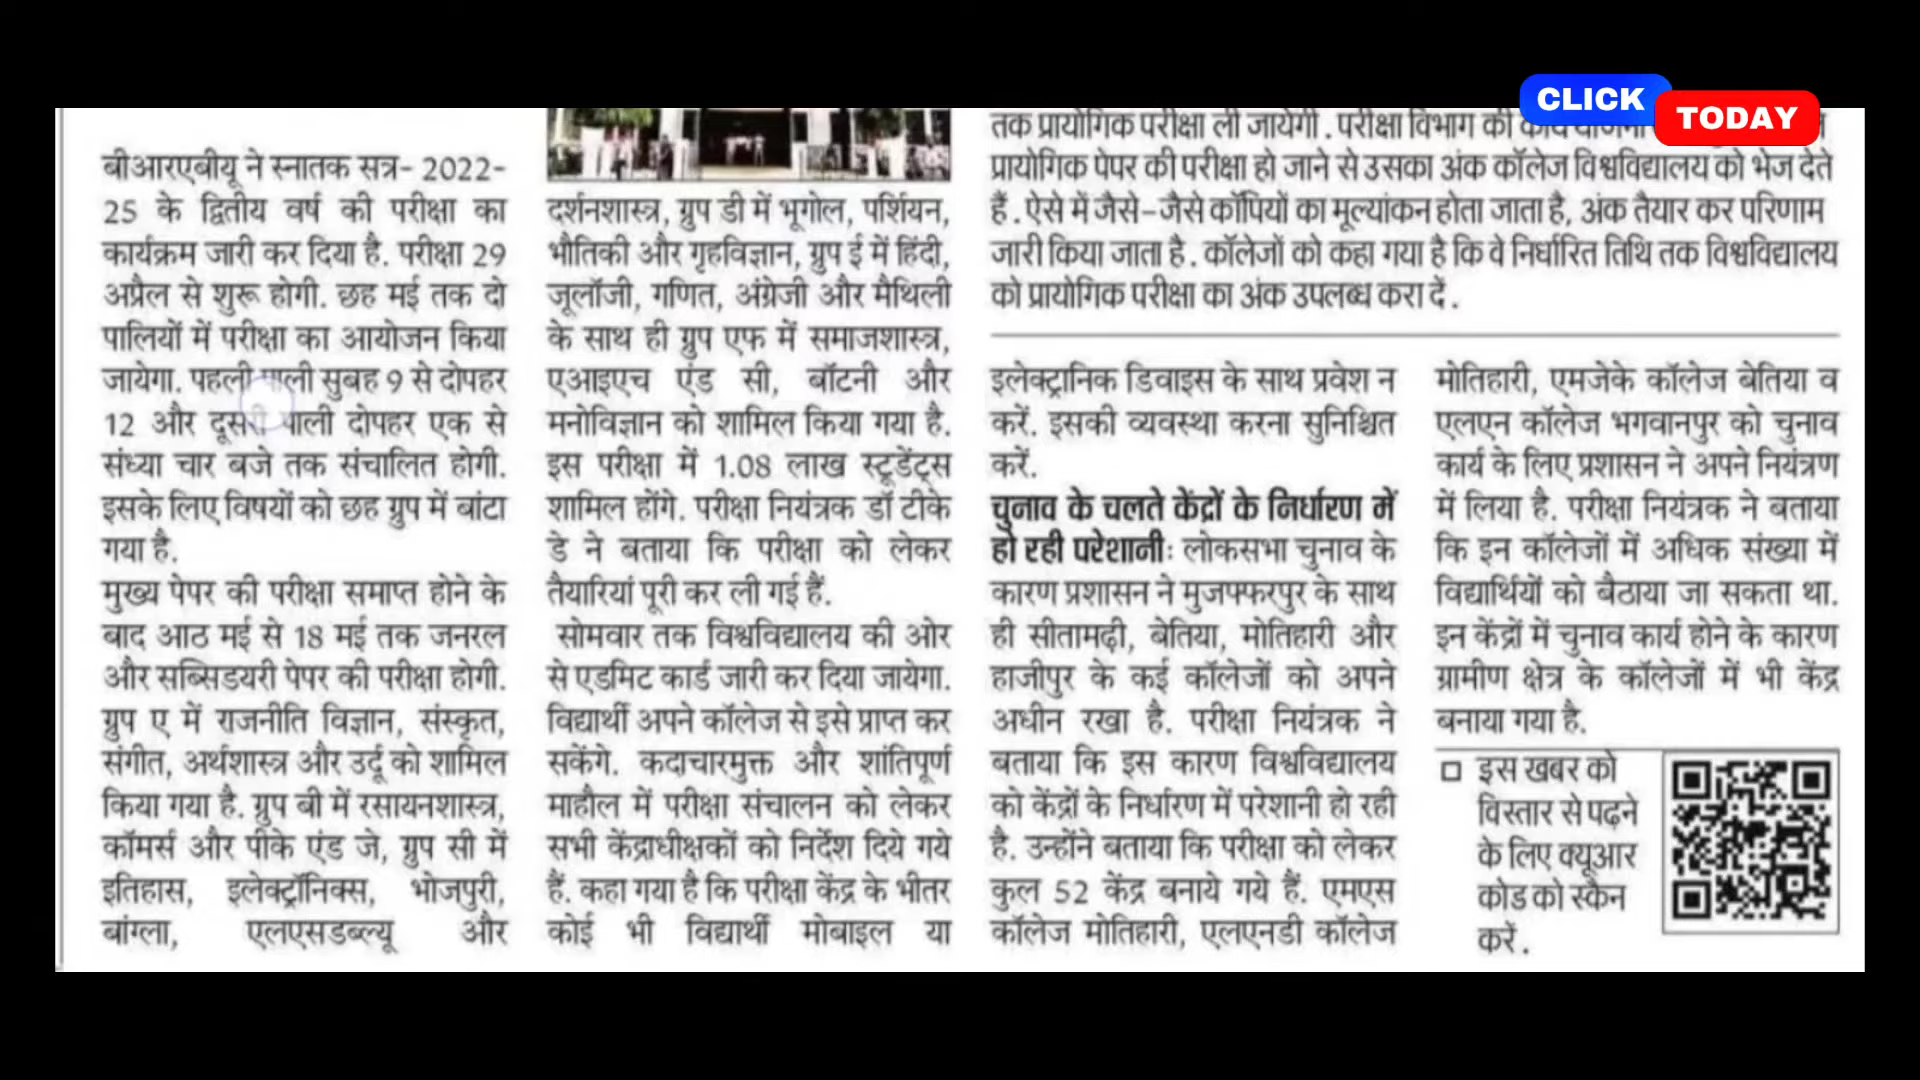 CLICK
TODAY
बीआरएबीयू ने स्नातक सत्र- 2022-
25 के द्वितीय वर्ष की परीक्षा का
कार्यक्रम जारी कर दिया है. परीक्षा 29
अप्रैल से शुरू होगी. छह मई तक दो
पालियों में परीक्षा का आयोजन किया
जायेगा. पहली पाली सुबह 9 से दोपहर
12 और दूसरी पाली दोपहर एक से
संध्या चार बजे तक संचालित होगी.
इसके लिए विषयों को छह ग्रुप में बांटा
गया है.
मुख्य पेपर की परीक्षा समाप्त होने के
बाद आठ मई से 18 मई तक जनरल
और सब्सिडयरी पेपर की परीक्षा होगी.
ग्रुप ए में राजनीति विज्ञान, संस्कृत,
संगीत, अर्थशास्त्र और उर्दू को शामिल
किया गया है. ग्रुप बी में रसायनशास्त्र,
कॉमर्स और पीके एंड जे, ग्रुप सी में
इतिहास, इलेक्ट्रॉनिक्स, भोजपुरी,
बांग्ला, एलएसडब्ल्यू और
दर्शनशास्त्र, ग्रुप डी में भूगोल, पर्शियन,
भौतिकी और गृहविज्ञान, ग्रुप ई में हिंदी,
जूलॉजी, गणित, अंग्रेजी और मैथिली
के साथ ही ग्रुप एफ में समाजशास्त्र,
एआइएच एंड सी, बॉटनी और
मनोविज्ञान को शामिल किया गया है.
इस परीक्षा में 1.08 लाख स्टूडेंट्स
शामिल होंगे. परीक्षा नियंत्रक डॉ टीके
डे ने बताया कि परीक्षा को लेकर
तैयारियां पूरी कर ली गई हैं.
सोमवार तक विश्वविद्यालय की ओर
से एडमिट कार्ड जारी कर दिया जायेगा.
विद्यार्थी अपने कॉलेज से इसे प्राप्त कर
सकेंगे. कदाचारमुक्त और शांतिपूर्ण
माहौल में परीक्षा संचालन को लेकर
सभी केंद्राधीक्षकों को निर्देश दिये गये
हैं. कहा गया है कि परीक्षा केंद्र के भीतर
कोई भी विद्यार्थी मोबाइल या
तक प्रायोगिक परीक्षा ली जायेगी. परीक्षा विभाग की
प्रायोगिक पेपर की परीक्षा हो जाने से उसका अंक कॉलेज विश्वविद्यालय को भेज देते
हैं. ऐसे में जैसे-जैसे कॉपियों का मूल्यांकन होता जाता है, अंक तैयार कर परिणाम
जारी किया जाता है. कॉलेजों को कहा गया है कि वे निर्धारित तिथि तक विश्वविद्यालय
को प्रायोगिक परीक्षा का अंक उपलब्ध करा दें.
इलेक्ट्रानिक डिवाइस के साथ प्रवेश न
करें. इसकी व्यवस्था करना सुनिश्चित
करें.
चुनाव के चलते केंद्रों के निर्धारण में
हो रही परेशानी: लोकसभा चुनाव के
कारण प्रशासन ने मुजफ्फरपुर के साथ
ही सीतामढ़ी, बेतिया, मोतिहारी और
हाजीपुर के कई कॉलेजों को अपने
अधीन रखा है. परीक्षा नियंत्रक ने
बताया कि इस कारण विश्वविद्यालय
को केंद्रों के निर्धारण में परेशानी हो रही
है. उन्होंने बताया कि परीक्षा को लेकर
कुल 52 केंद्र बनाये गये हैं. एमएस
कॉलेज मोतिहारी, एलएनडी कॉलेज
मोतिहारी, एमजेके कॉलेज बेतिया व
एलएन कॉलेज भगवानपुर को चुनाव
कार्य के लिए प्रशासन ने अपने नियंत्रण
में लिया है. परीक्षा नियंत्रक ने बताया
कि इन कॉलेजों में अधिक संख्या में
विद्यार्थियों को बैठाया जा सकता था.
इन केंद्रों में चुनाव कार्य होने के कारण
ग्रामीण क्षेत्र के कॉलेजों में भी केंद्र
बनाया गया है.
इस खबर को
विस्तार से पढ़ने
के लिए क्यूआर
कोड को स्कैन
करें.